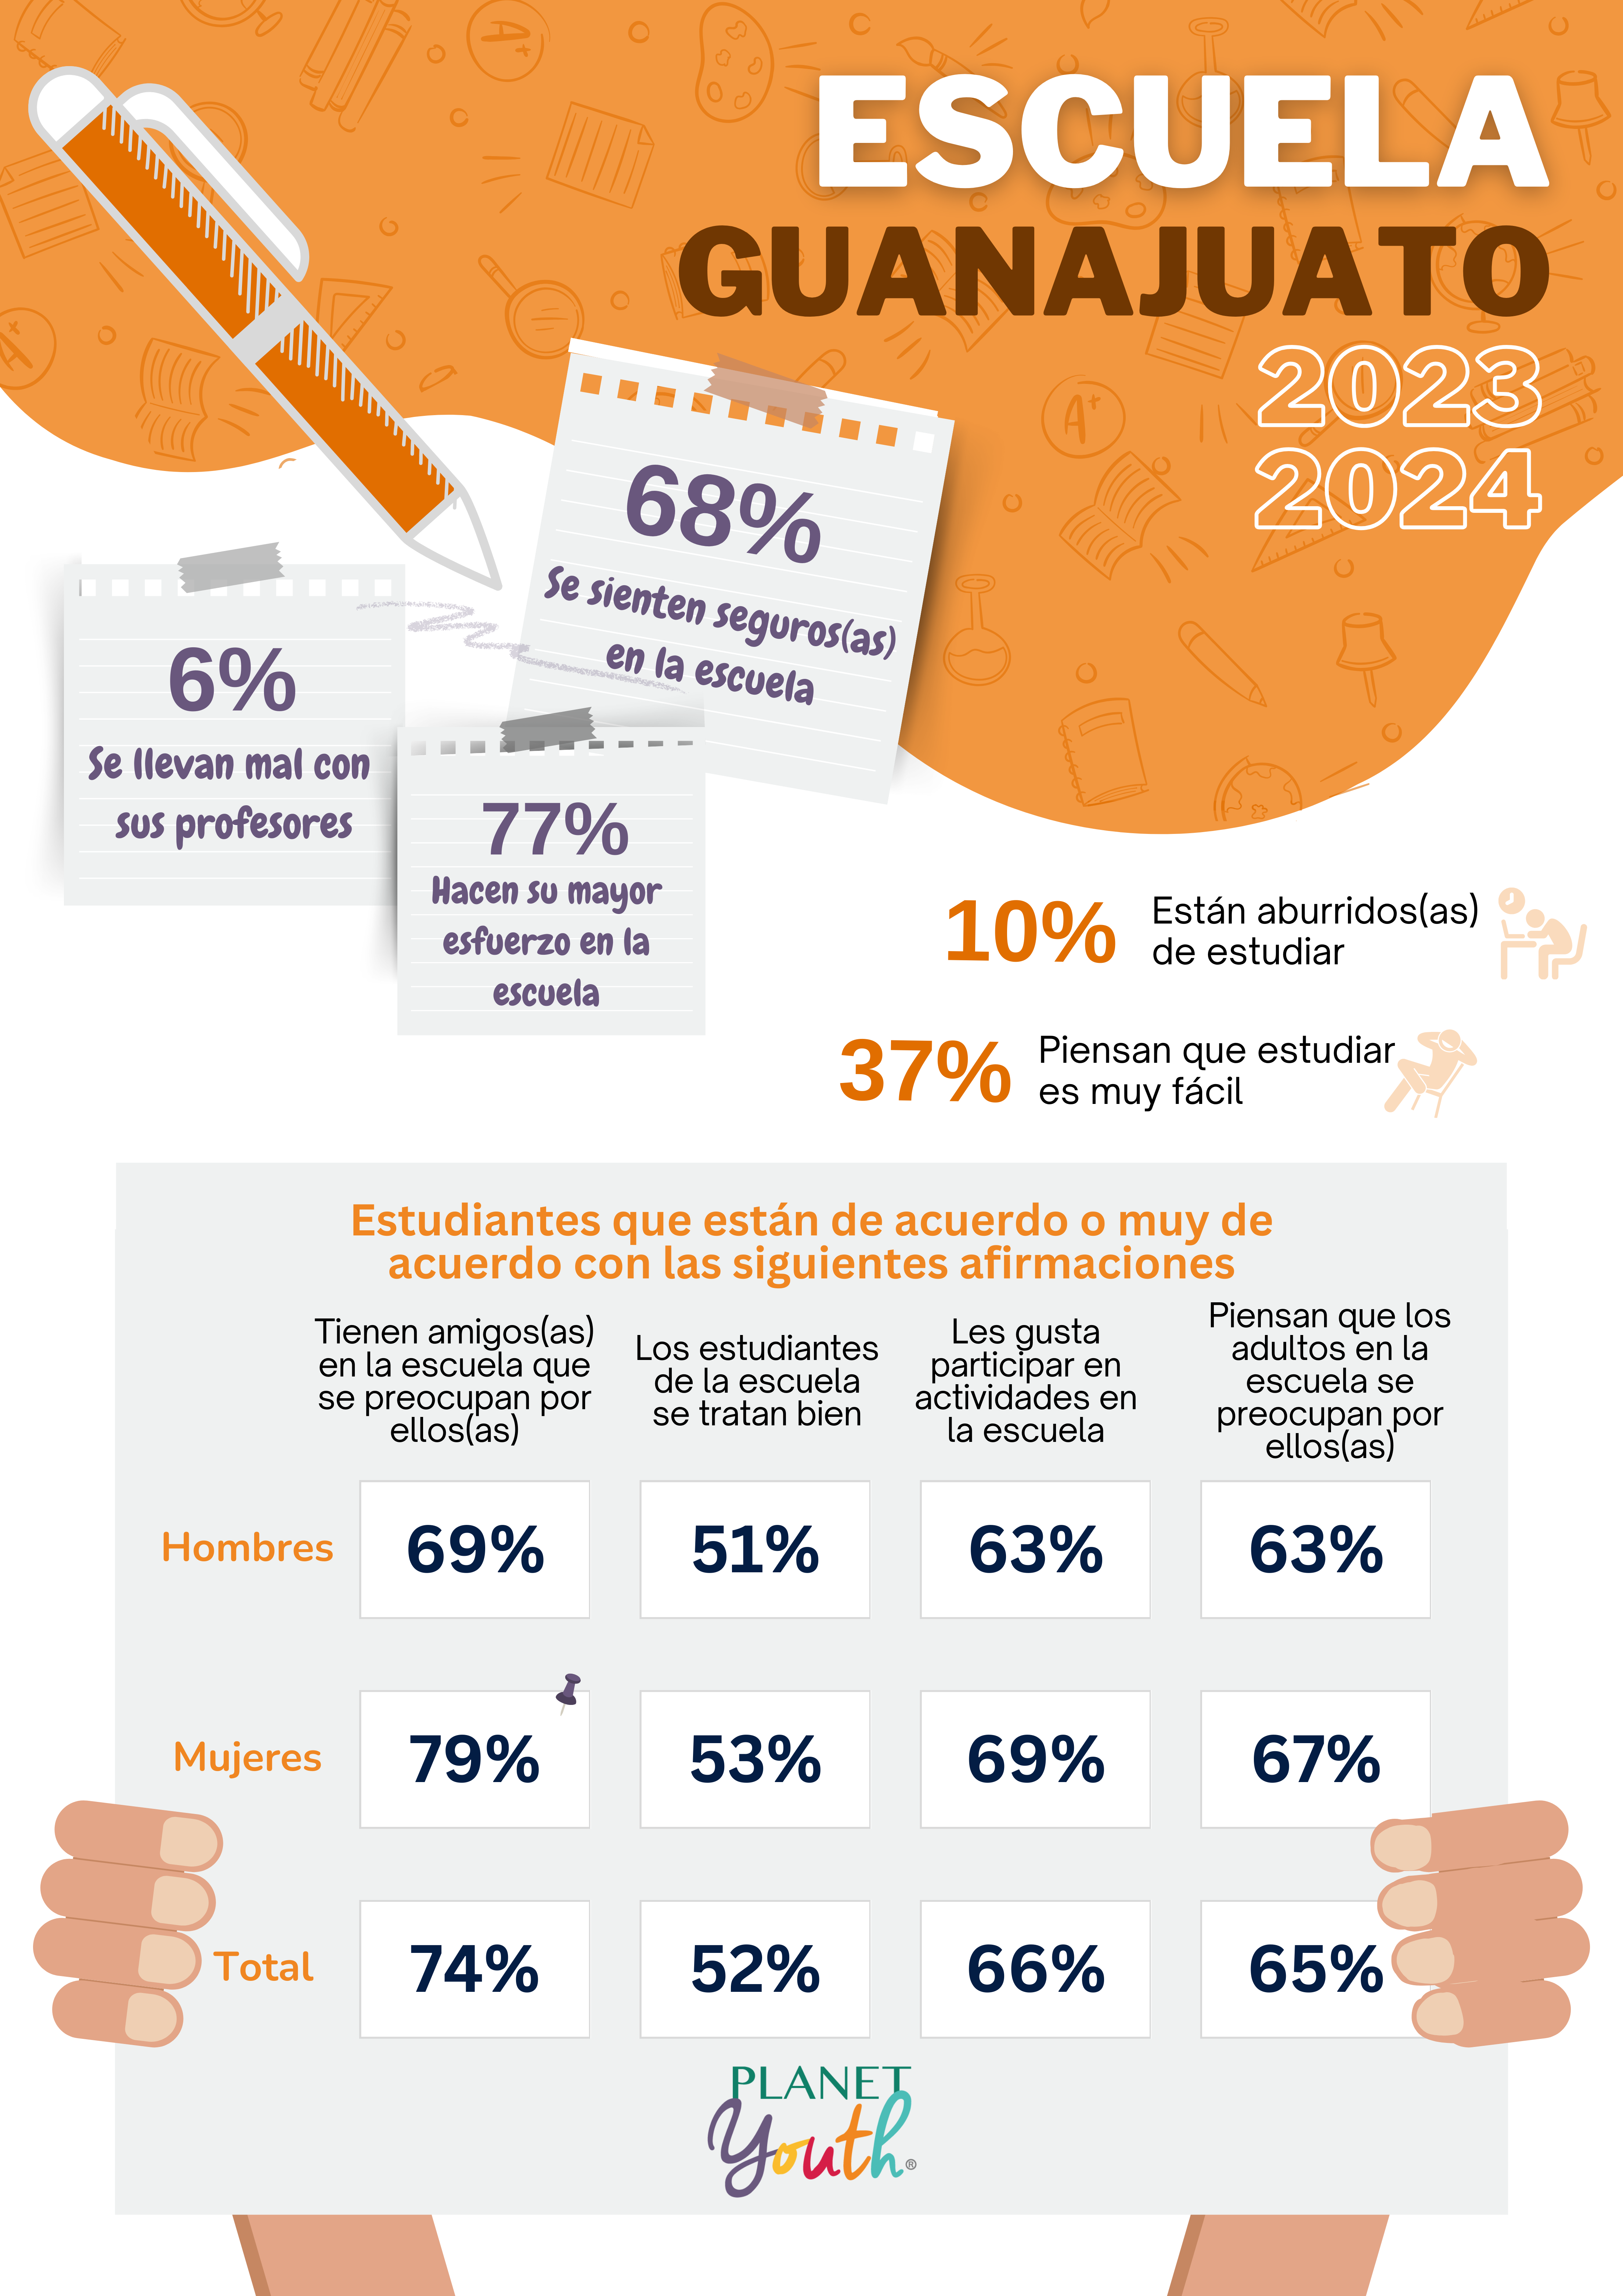 ESCUELA
GUANAJUATO
2023
2024
68%
Se sienten seguros(as)
en la escuela
6%
Se llevan mal con
sus profesores
77%
Hacen su mayor
esfuerzo en la
escuela
10%
Están aburridos(as)
de estudiar
37%
Piensan que estudiar
es muy fácil
Estudiantes que están de acuerdo o muy de
acuerdo con las siguientes afirmaciones
Tienen amigos(as)
en la escuela que
se preocupan por
ellos(as)
Los estudiantes
de la escuela
se tratan bien
Les gusta
participar en
actividades en
la escuela
Piensan que los
adultos en la
escuela se
preocupan por
ellos(as)
Hombres 69% 51% 63% 63%
Mujeres 79% 53% 69% 67%
Total 74% 52% 66% 65%
PLANET
Youth®
A+
A+
A+